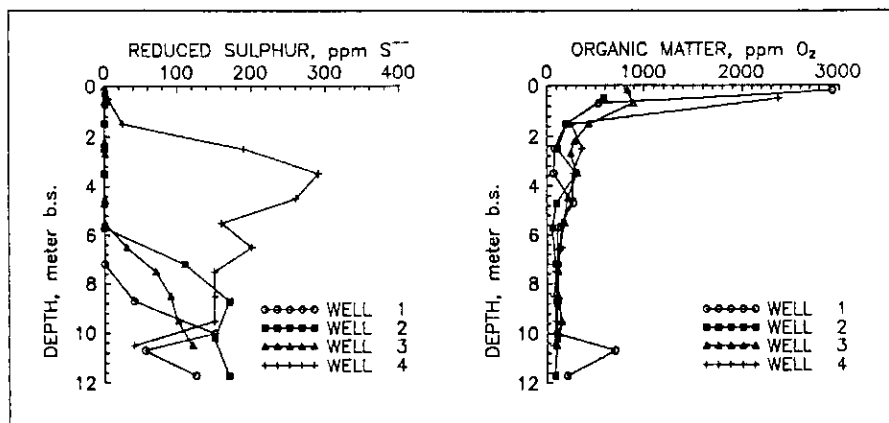 REDUCED SULPHUR, ppm S--
0 100 200 300 400
0
2
4
6
8
10
12
DEPTH, meter b.s.
WELL 1
WELL 2
WELL 3
WELL 4
ORGANIC MATTER, ppm O₂
0 1000 2000 3000
0
2
4
6
8
10
12
DEPTH, meter b.s.
WELL 1
WELL 2
WELL 3
WELL 4